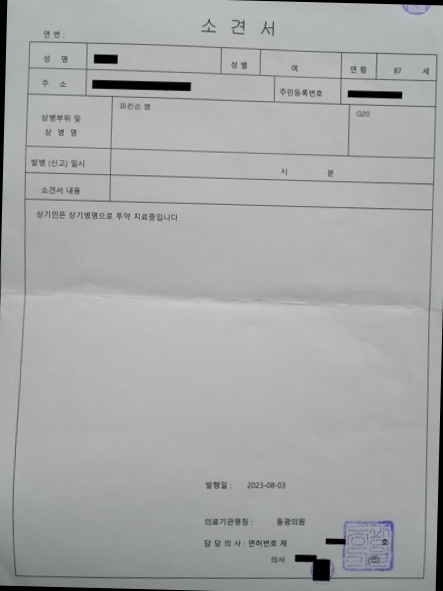 소 견 서
연 번 :
성 명 성 별 여 연 령 87 세
주 소 주민등록번호
상병부위 및 상 병 명 파킨슨 병 G20
발병 (신고) 일시 시 분
소견서 내용
상기인은 상기병명으로 투약 치료중입니다
발행일 : 2023-08-03
의료기관명칭 : 동광의원
담 당 의 사 : 면허번호 제 호
의사 (인)